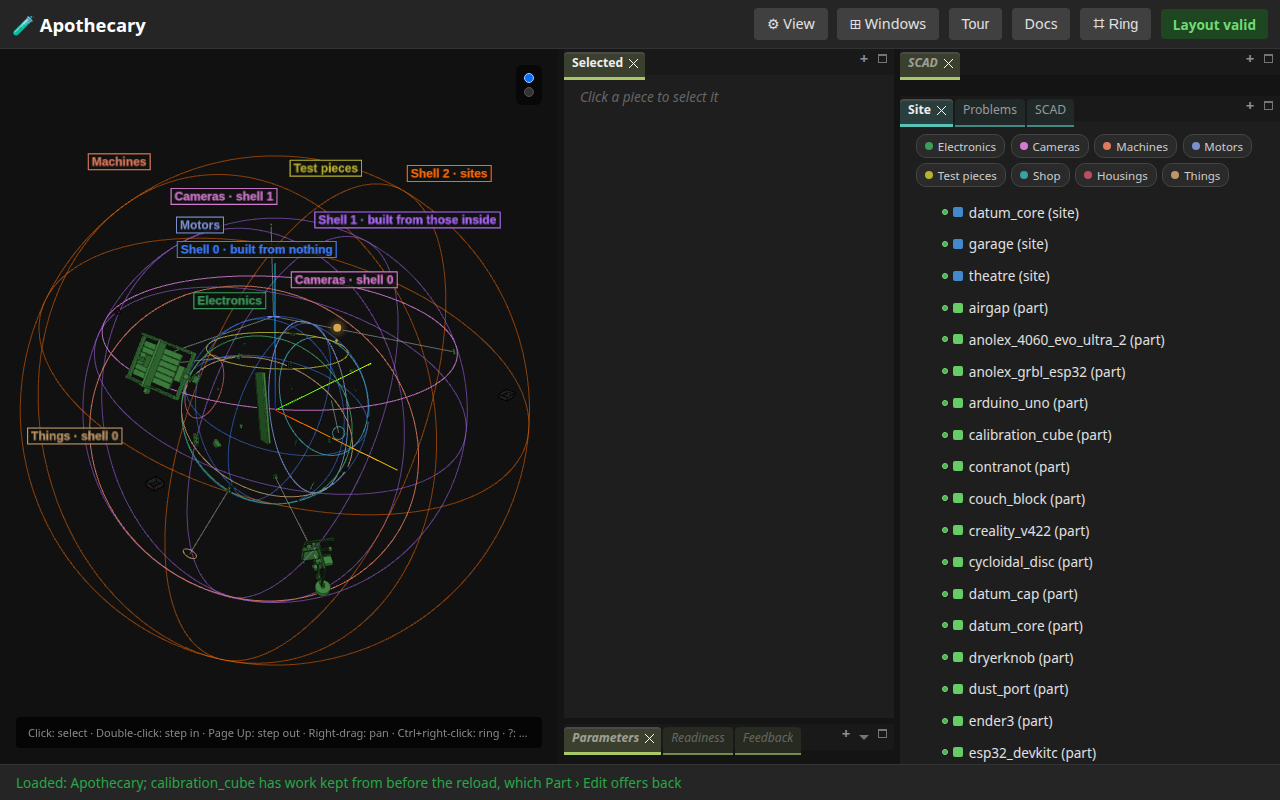 Apothecary
View
Windows
Tour
Docs
Ring
Layout valid
Machines
Test pieces
Shell 2 · sites
Cameras · shell 1
Motors
Shell 1 · built from those inside
Shell 0 · built from nothing
Cameras · shell 0
Electronics
Things · shell 0
Click: select · Double-click: step in · Page Up: step out · Right-drag: pan · Ctrl+right-click: ring · ?: ...
Selected
Click a piece to select it
Parameters
Readiness
Feedback
SCAD
Site
Problems
SCAD
Electronics
Cameras
Machines
Motors
Test pieces
Shop
Housings
Things
datum_core (site)
garage (site)
theatre (site)
airgap (part)
anolex_4060_evo_ultra_2 (part)
anolex_grbl_esp32 (part)
arduino_uno (part)
calibration_cube (part)
contranot (part)
couch_block (part)
creality_v422 (part)
cycloidal_disc (part)
datum_cap (part)
datum_core (part)
dryerknob (part)
dust_port (part)
ender3 (part)
esp32_devkitc (part)
Loaded: Apothecary; calibration_cube has work kept from before the reload, which Part › Edit offers back